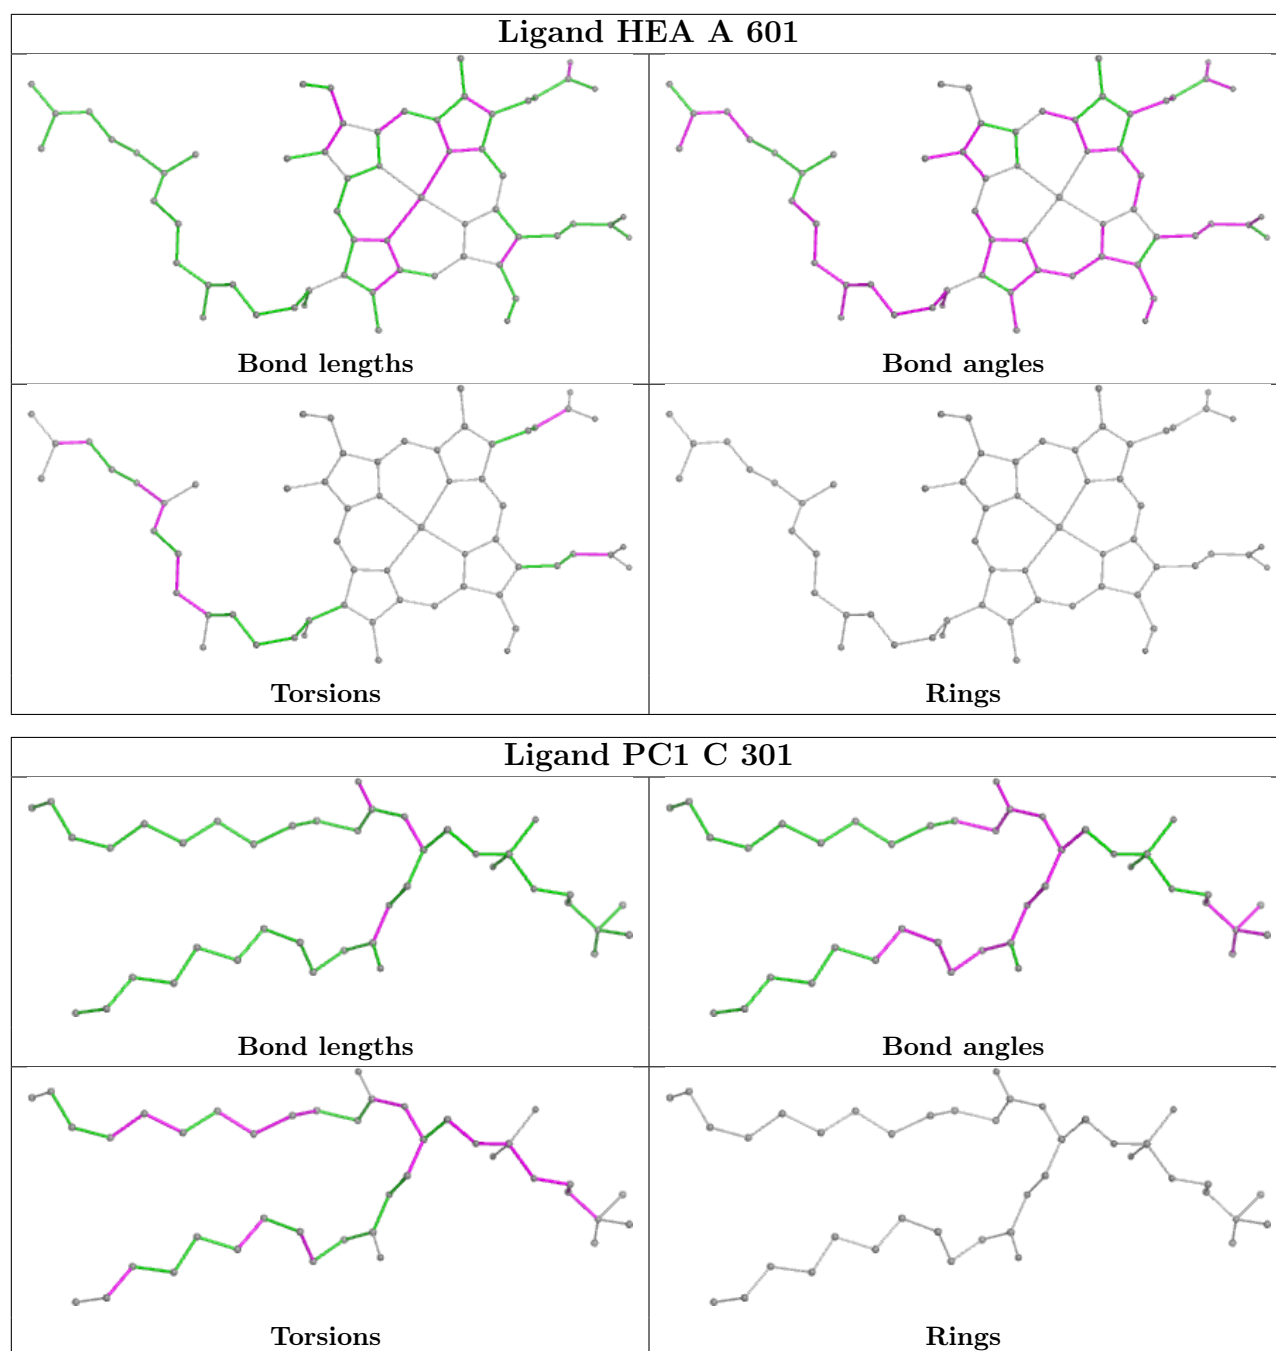 Ligand HEA A 601
Bond lengths
Bond angles
Torsions
Rings
Ligand PC1 C 301
Bond lengths
Bond angles
Torsions
Rings